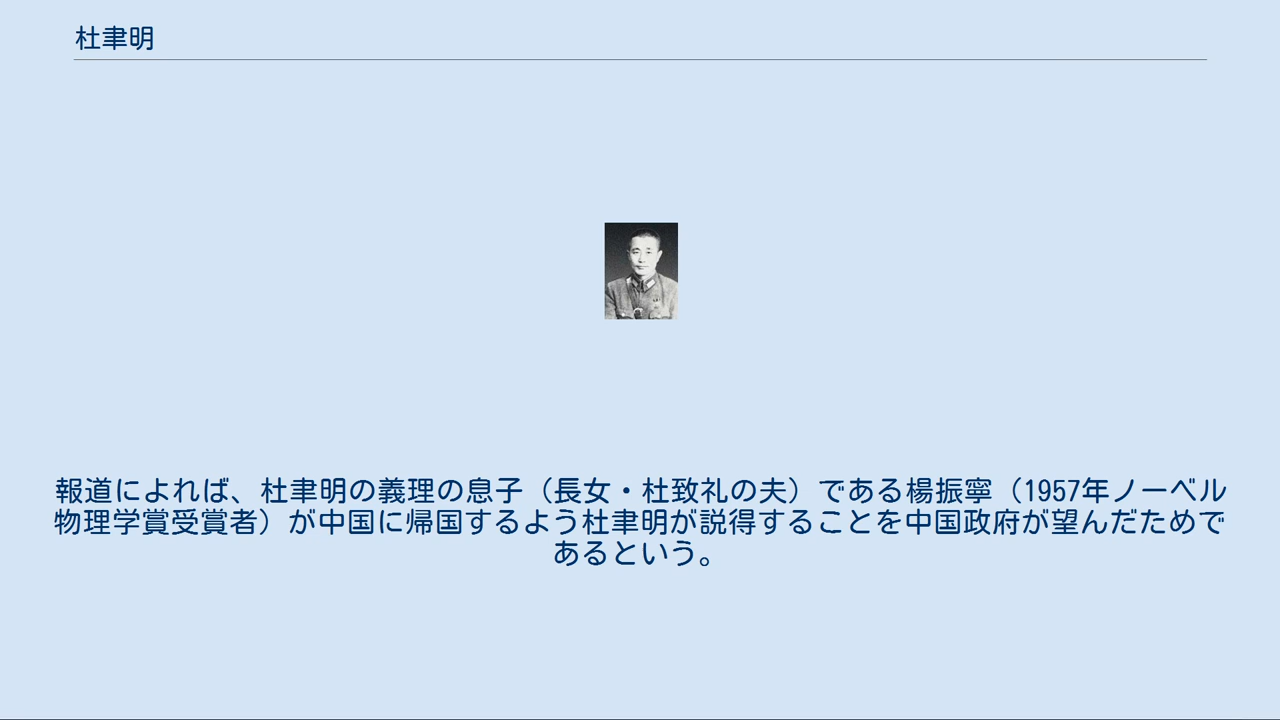 杜聿明
報道によれば、杜聿明の義理の息子（長女・杜致礼の夫）である楊振寧（1957年ノーベル
物理学賞受賞者）が中国に帰国するよう杜聿明が説得することを中国政府が望んだためで
あるという。